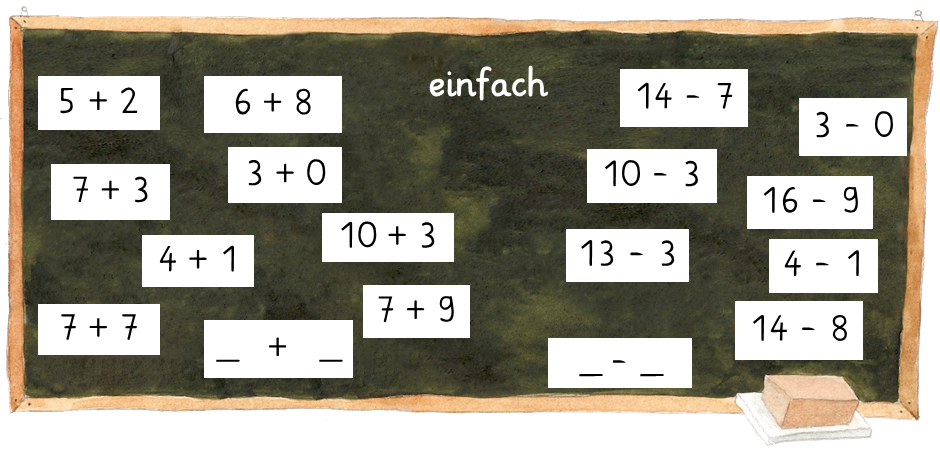 einfach
5 + 2
6 + 8
7 + 3
3 + 0
10 + 3
4 + 1
7 + 9
7 + 7
_ + _
14 - 7
3 - 0
10 - 3
16 - 9
13 - 3
4 - 1
14 - 8
_ - _